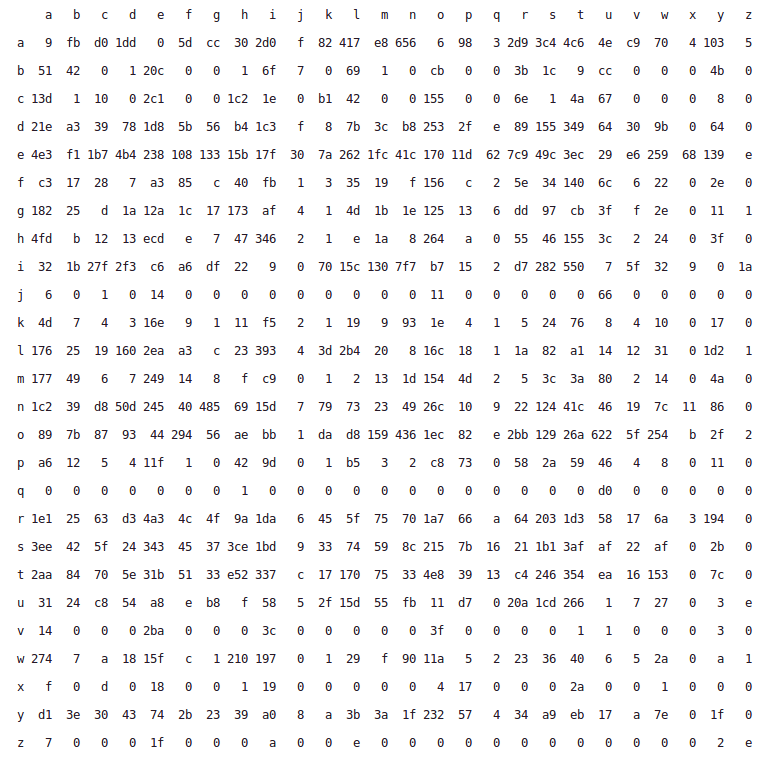 a b c d e f g h i j k l m n o p q r s t u v w x y z
a 9 fb d0 1dd 0 5d cc 30 2d0 f 82 417 e8 656 6 98 3 2d9 3c4 4c6 4e c9 70 4 103 5
b 51 42 0 1 20c 0 0 1 6f 7 0 69 1 0 cb 0 0 3b 1c 9 cc 0 0 0 4b 0
c 13d 1 10 0 2c1 0 0 1c2 1e 0 b1 42 0 0 155 0 0 6e 1 4a 67 0 0 0 8 0
d 21e a3 39 78 1d8 5b 56 b4 1c3 f 8 7b 3c b8 253 2f e 89 155 349 64 30 9b 0 64 0
e 4e3 f1 1b7 4b4 238 108 133 15b 17f 30 7a 262 1fc 41c 170 11d 62 7c9 49c 3ec 29 e6 259 68 139 e
f c3 17 28 7 a3 85 c 40 fb 1 3 35 19 f 156 c 2 5e 34 140 6c 6 22 0 2e 0
g 182 25 d 1a 12a 1c 17 173 af 4 1 4d 1b 1e 125 13 6 dd 97 cb 3f f 2e 0 11 1
h 4fd b 12 13 ecd e 7 47 346 2 1 e 1a 8 264 a 0 55 46 155 3c 2 24 0 3f 0
i 32 1b 27f 2f3 c6 a6 df 22 9 0 70 15c 130 7f7 b7 15 2 d7 282 550 7 5f 32 9 0 1a
j 6 0 1 0 14 0 0 0 0 0 0 0 0 0 11 0 0 0 0 0 66 0 0 0 0 0
k 4d 7 4 3 16e 9 1 11 f5 2 1 19 9 93 1e 4 1 5 24 76 8 4 10 0 17 0
l 176 25 19 160 2ea a3 c 23 393 4 3d 2b4 20 8 16c 18 1 1a 82 a1 14 12 31 0 1d2 1
m 177 49 6 7 249 14 8 f c9 0 1 2 13 1d 154 4d 2 5 3c 3a 80 2 14 0 4a 0
n 1c2 39 d8 50d 245 40 485 69 15d 7 79 73 23 49 26c 10 9 22 124 41c 46 19 7c 11 86 0
o 89 7b 87 93 44 294 56 ae bb 1 da d8 159 436 1ec 82 e 2bb 129 26a 622 5f 254 b 2f 2
p a6 12 5 4 11f 1 0 42 9d 0 1 b5 3 2 c8 73 0 58 2a 59 46 4 8 0 11 0
q 0 0 0 0 0 0 0 1 0 0 0 0 0 0 0 0 0 0 0 0 d0 0 0 0 0 0
r 1e1 25 63 d3 4a3 4c 4f 9a 1da 6 45 5f 75 70 1a7 66 a 64 203 1d3 58 17 6a 3 194 0
s 3ee 42 5f 24 343 45 37 3ce 1bd 9 33 74 59 8c 215 7b 16 21 1b1 3af af 22 af 0 2b 0
t 2aa 84 70 5e 31b 51 33 e52 337 c 17 170 75 33 4e8 39 13 c4 246 354 ea 16 153 0 7c 0
u 31 24 c8 54 a8 e b8 f 58 5 2f 15d 55 fb 11 d7 0 20a 1cd 266 1 7 27 0 3 e
v 14 0 0 0 2ba 0 0 0 3c 0 0 0 0 0 3f 0 0 0 0 1 1 0 0 0 3 0
w 274 7 a 18 15f c 1 210 197 0 1 29 f 90 11a 5 2 23 36 40 6 5 2a 0 a 1
x f 0 d 0 18 0 0 1 19 0 0 0 0 0 4 17 0 0 0 2a 0 0 1 0 0 0
y d1 3e 30 43 74 2b 23 39 a0 8 a 3b 3a 1f 232 57 4 34 a9 eb 17 a 7e 0 1f 0
z 7 0 0 0 1f 0 0 0 a 0 0 e 0 0 0 0 0 0 0 0 0 0 0 0 2 e